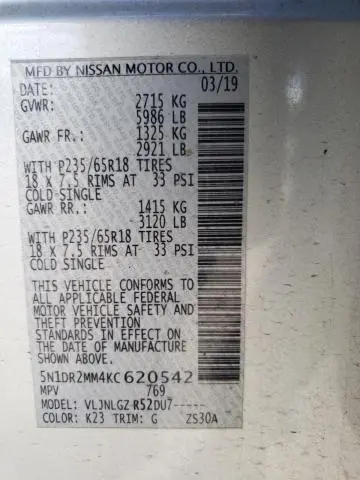 MFD BY NISSAN MOTOR CO., LTD.
DATE: 03/19
GVWR: 2715 KG
5986 LB
GAWR FR: 1325 KG
2921 LB
WITH P235/65R18 TIRES
18 X 7.5 RIMS AT 33 PSI
COLD SINGLE
GAWR RR: 1415 KG
3120 LB
WITH P235/65R18 TIRES
18 X 7.5 RIMS AT 33 PSI
COLD SINGLE
THIS VEHICLE CONFORMS TO
ALL APPLICABLE FEDERAL
MOTOR VEHICLE SAFETY AND
BUMPER
STANDARDS IN EFFECT ON
THE DATE OF MANUFACTURE
SHOWN ABOVE.
5N1DR2MM4KC620542
MPV 769
MODEL: VLJNLGZ-R52DU7-----
COLOR: K23 TRIM: G ZS30A